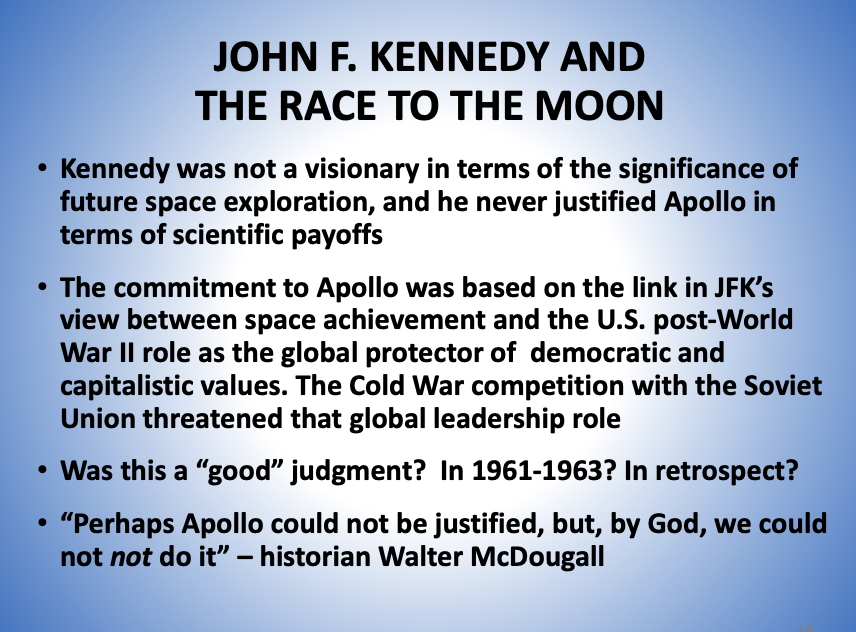 JOHN F. KENNEDY AND
THE RACE TO THE MOON
• Kennedy was not a visionary in terms of the significance of
future space exploration, and he never justified Apollo in
terms of scientific payoffs
• The commitment to Apollo was based on the link in JFK’s
view between space achievement and the U.S. post-World
War II role as the global protector of  democratic and
capitalistic values. The Cold War competition with the Soviet
Union threatened that global leadership role
• Was this a “good” judgment?  In 1961-1963? In retrospect?
• “Perhaps Apollo could not be justified, but, by God, we could
not not do it” – historian Walter McDougall